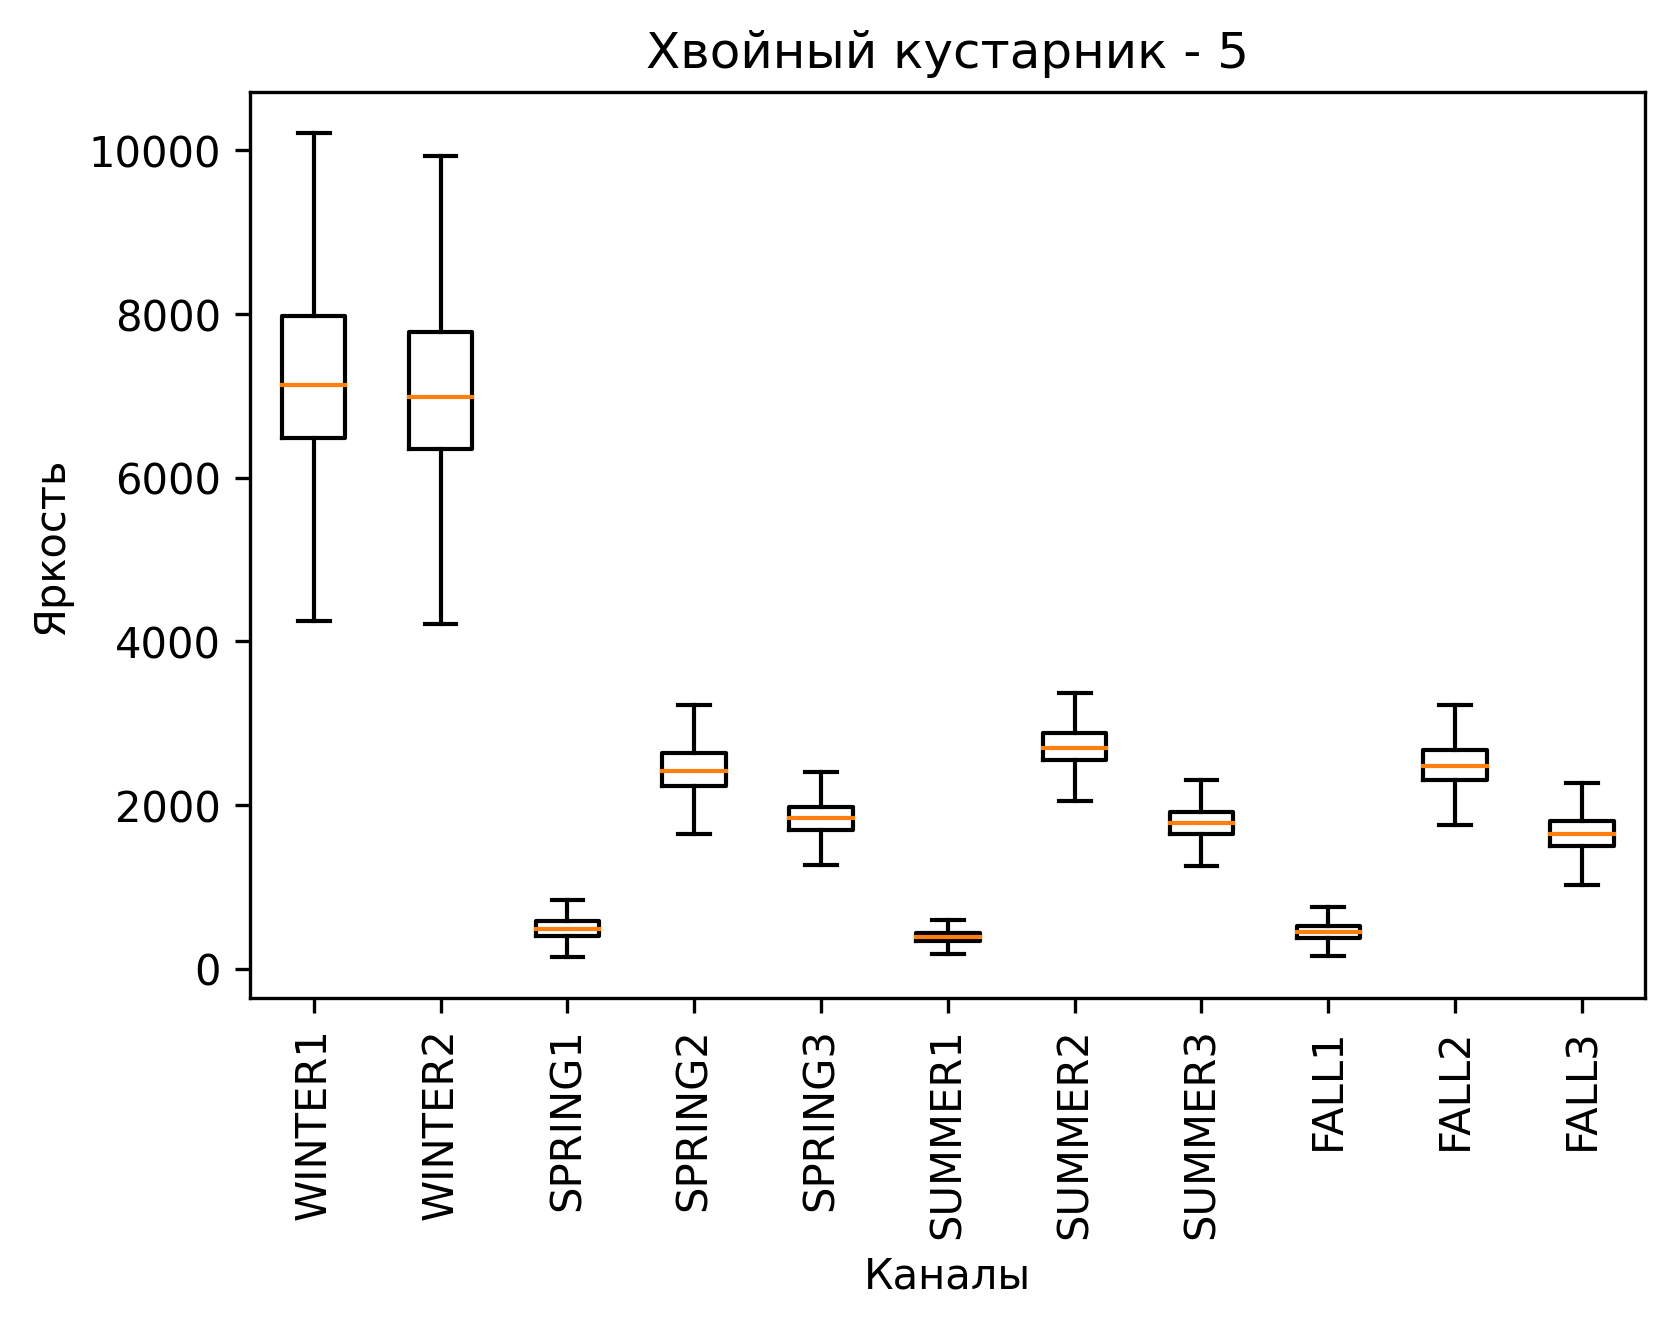 Хвойный кустарник - 5
Яркость
10000
8000
6000
4000
2000
0
WINTER1
WINTER2
SPRING1
SPRING2
SPRING3
SUMMER1
SUMMER2
SUMMER3
FALL1
FALL2
FALL3
Каналы